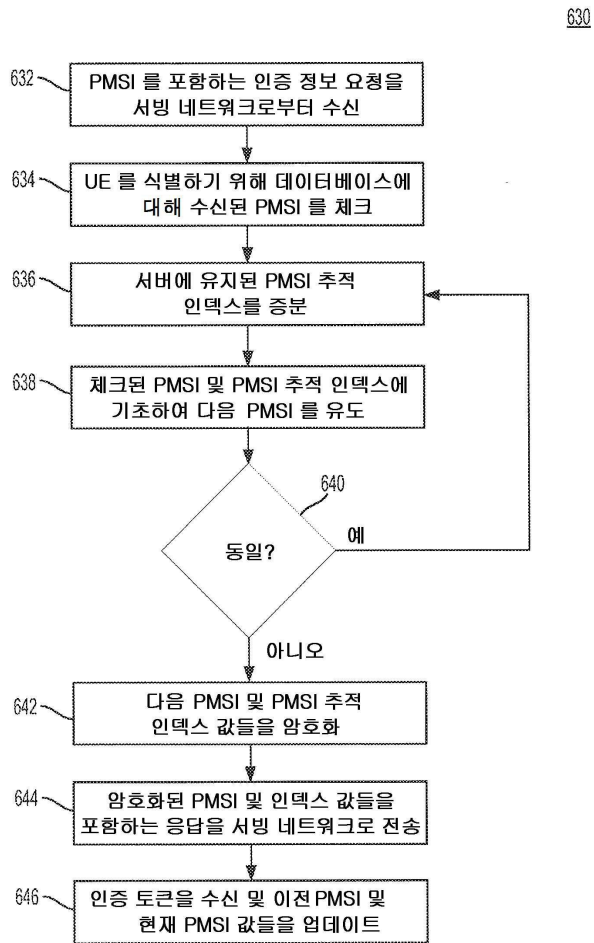 630
632
PMSI 를 포함하는 인증 정보 요청을
서빙 네트워크로부터 수신
634
UE 를 식별하기 위해 데이터베이스에
대해 수신된 PMSI 를 체크
636
서버에 유지된 PMSI 추적
인덱스를 증분
638
체크된 PMSI 및 PMSI 추적 인덱스에
기초하여 다음 PMSI 를 유도
640
동일?
예
아니오
642
다음 PMSI 및 PMSI 추적
인덱스 값들을 암호화
644
암호화된 PMSI 및 인덱스 값들을
포함하는 응답을 서빙 네트워크로 전송
646
인증 토큰을 수신 및 이전 PMSI 및
현재 PMSI 값들을 업데이트